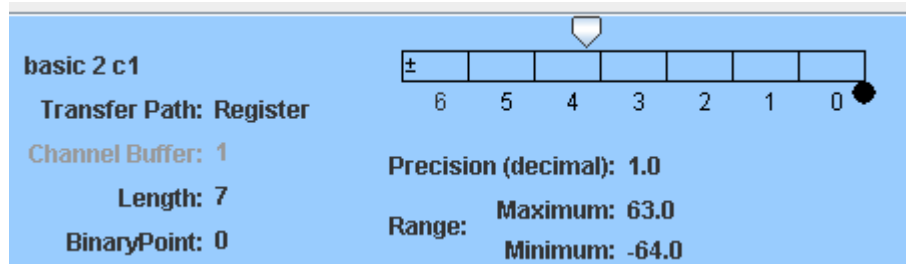 basic 2 c1
Transfer Path: Register
Channel Buffer: 1
Length: 7
BinaryPoint: 0
±
6 5 4 3 2 1 0
Precision (decimal): 1.0
Range:
Maximum: 63.0
Minimum: -64.0